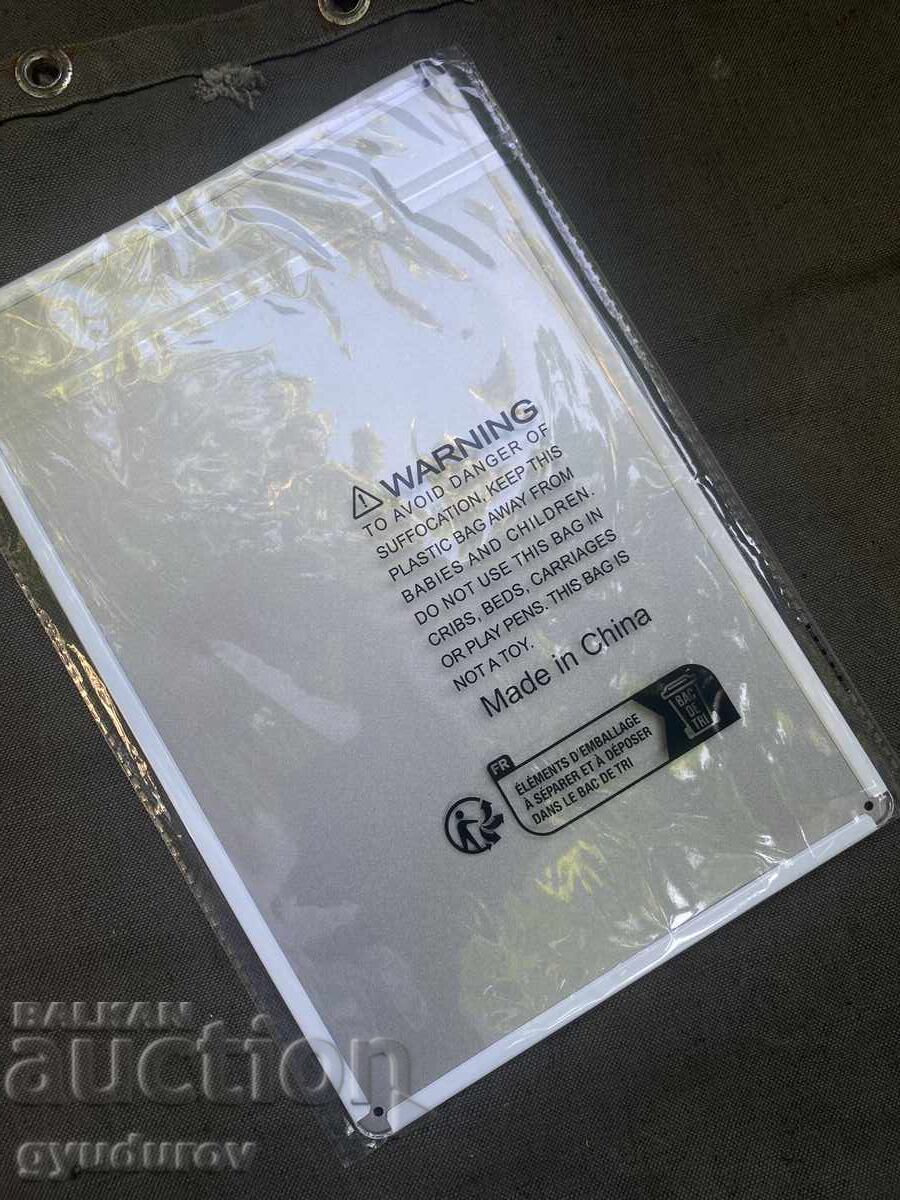 WARNING
TO AVOID DANGER OF
SUFFOCATION, KEEP THIS
PLASTIC BAG AWAY FROM
BABIES AND CHILDREN.
DO NOT USE THIS BAG IN
CRIBS, BEDS, CARRIAGES
OR PLAY PENS. THIS BAG IS
NOT A TOY.
Made in China
FR
ÉLÉMENTS D'EMBALLAGE
À SÉPARER ET À DÉPOSER
DANS LE BAC DE TRI
BAC
DE
TRI
BALKAN
auction
gyudurov